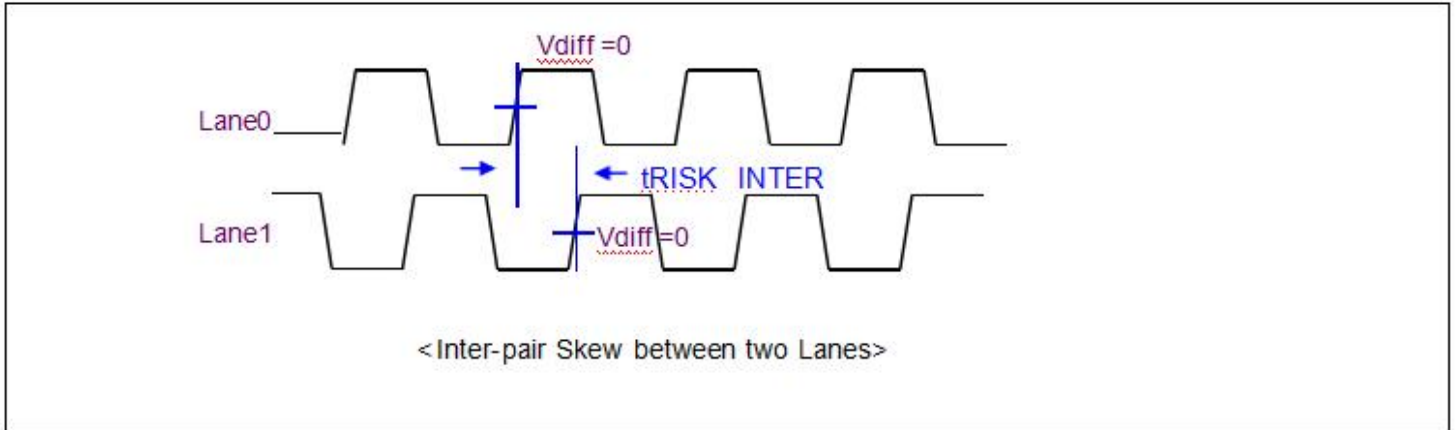 Vdiff =0
Lane0
tRISK INTER
Lane1
Vdiff =0
<Inter-pair Skew between two Lanes>